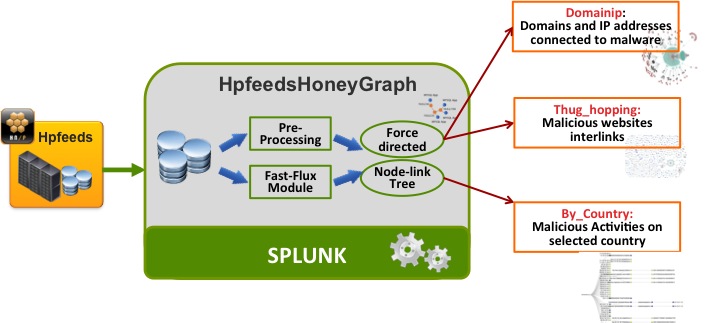 Hpfeeds
HpfeedsHoneyGraph
Pre-
Processing
Force
directed
Fast-Flux
Module
Node-link
Tree
SPLUNK
Domainip:
Domains and IP addresses
connected to malware
Thug_hopping:
Malicious websites
interlinks
By_Country:
Malicious Activities on
selected country